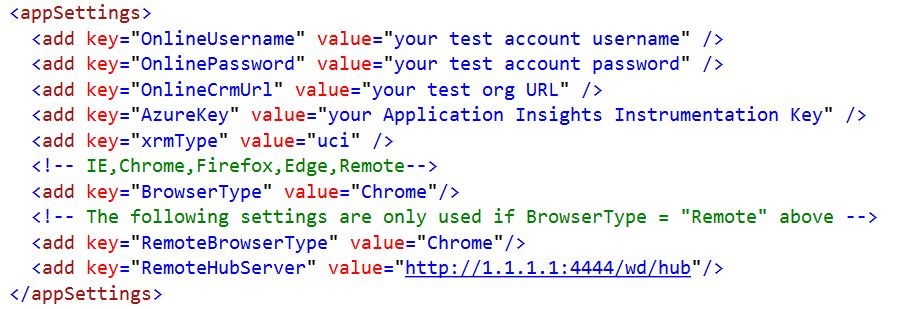 <appSettings>
<add key="OnlineUsername" value="your test account username" />
<add key="OnlinePassword" value="your test account password" />
<add key="OnlineCrmUrl" value="your test org URL" />
<add key="AzureKey" value="your Application Insights Instrumentation Key" />
<add key="xrmType" value="uci" />
<!-- IE,Chrome,Firefox,Edge,Remote-->
<add key="BrowserType" value="Chrome"/>
<!-- The following settings are only used if BrowserType = "Remote" above -->
<add key="RemoteBrowserType" value="Chrome"/>
<add key="RemoteHubServer" value="http://1.1.1.1:4444/wd/hub"/>
</appSettings>